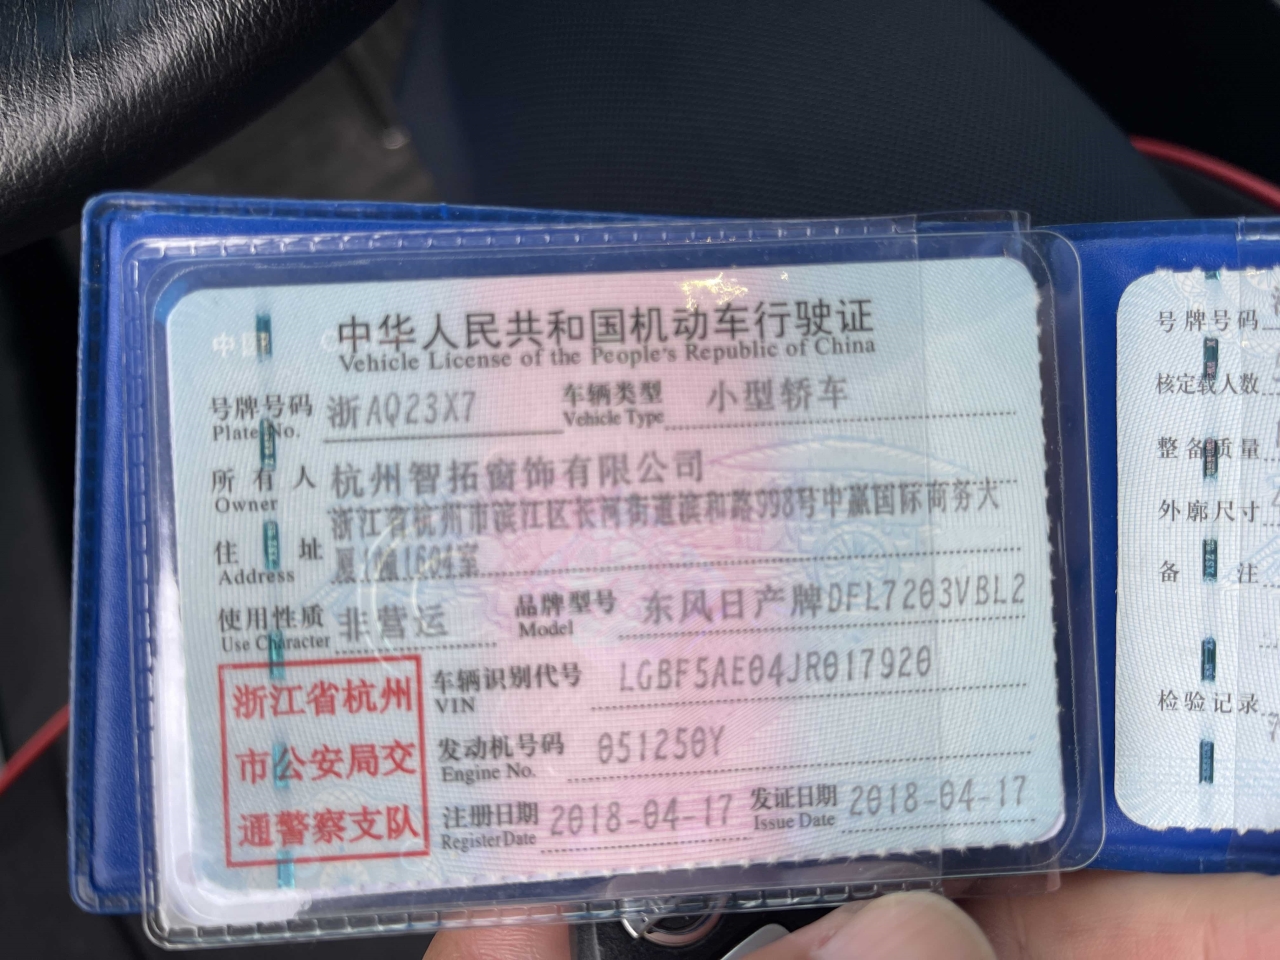 中华人民共和国机动车行驶证
Vehicle License of the People's Republic of China
号牌号码 浙AQ23X7 车辆类型 小型轿车
Plate No. Vehicle Type
所有人 杭州智拓窗饰有限公司
Owner
浙江省杭州市滨江区长河街道滨和路998号中赢国际商务大
住址 厦 1604室
Address
使用性质 非营运 品牌型号 东风日产牌DFL7203VBL2
Use Character Model
浙江省杭州
市公安局交
通警察支队
车辆识别代号 LGBF5AE04JR017920
VIN
发动机号码 051250Y
Engine No.
注册日期 2018-04-17 发证日期 2018-04-17
Register Date Issue Date
号牌号码
核定载人数
整备质量
外廓尺寸
备注
检验记录